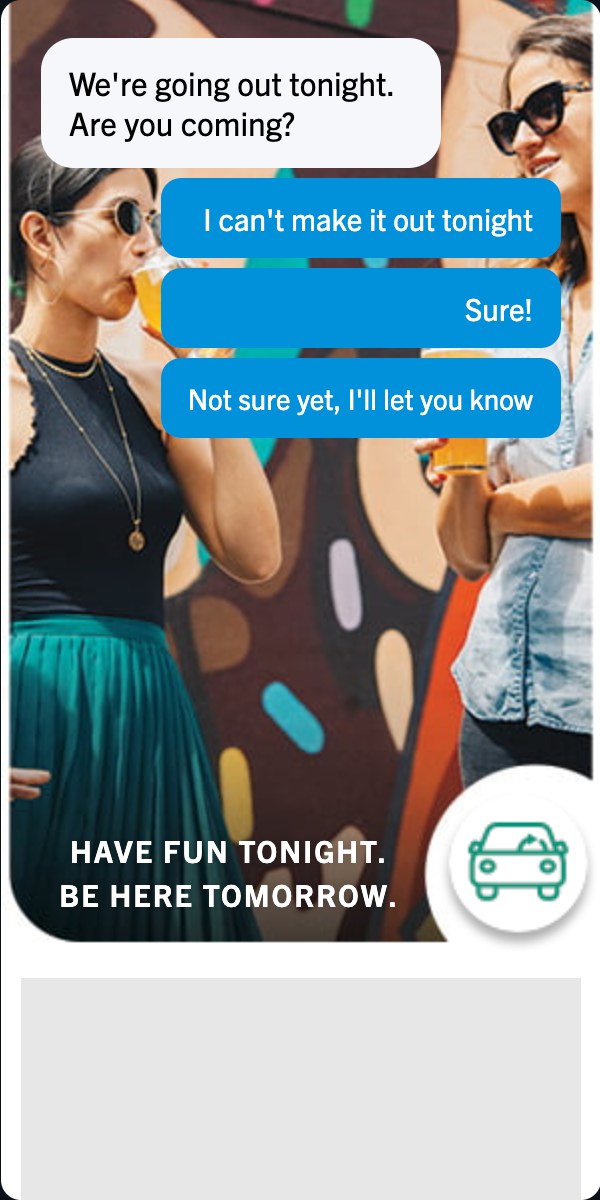 We're going out tonight.
Are you coming?
I can't make it out tonight
Sure!
Not sure yet, I'll let you know
HAVE FUN TONIGHT.
BE HERE TOMORROW.